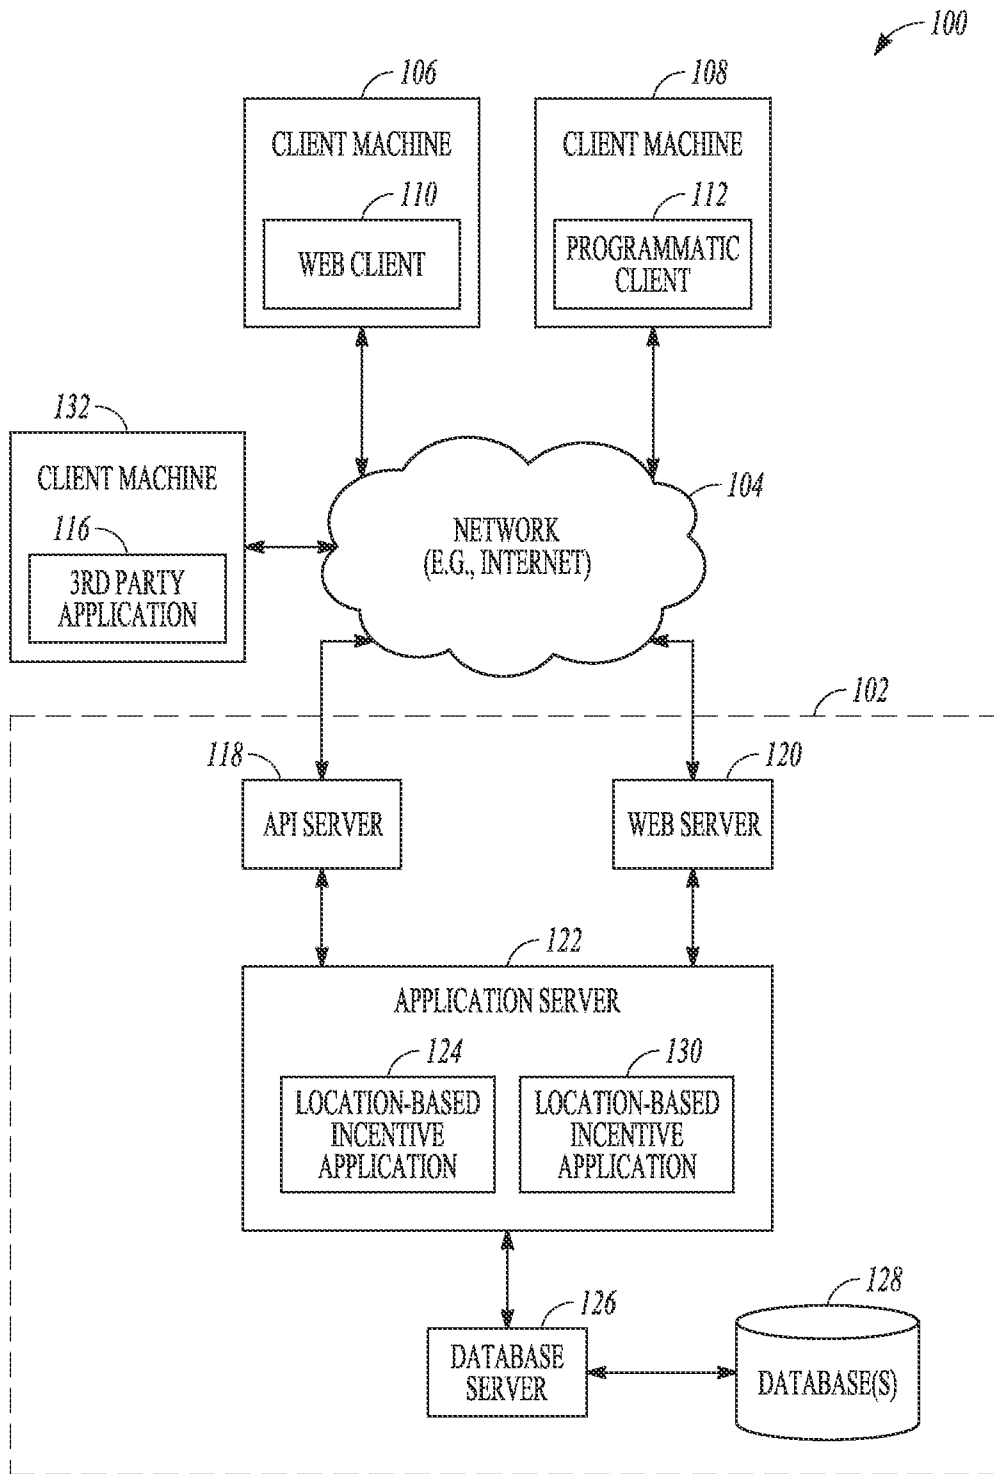 100
106
CLIENT MACHINE
110
WEB CLIENT
108
CLIENT MACHINE
112
PROGRAMMATIC
CLIENT
132
CLIENT MACHINE
116
3RD PARTY
APPLICATION
104
NETWORK
(E.G., INTERNET)
102
118
API SERVER
120
WEB SERVER
122
APPLICATION SERVER
124
LOCATION-BASED
INCENTIVE
APPLICATION
130
LOCATION-BASED
INCENTIVE
APPLICATION
126
DATABASE
SERVER
128
DATABASE(S)